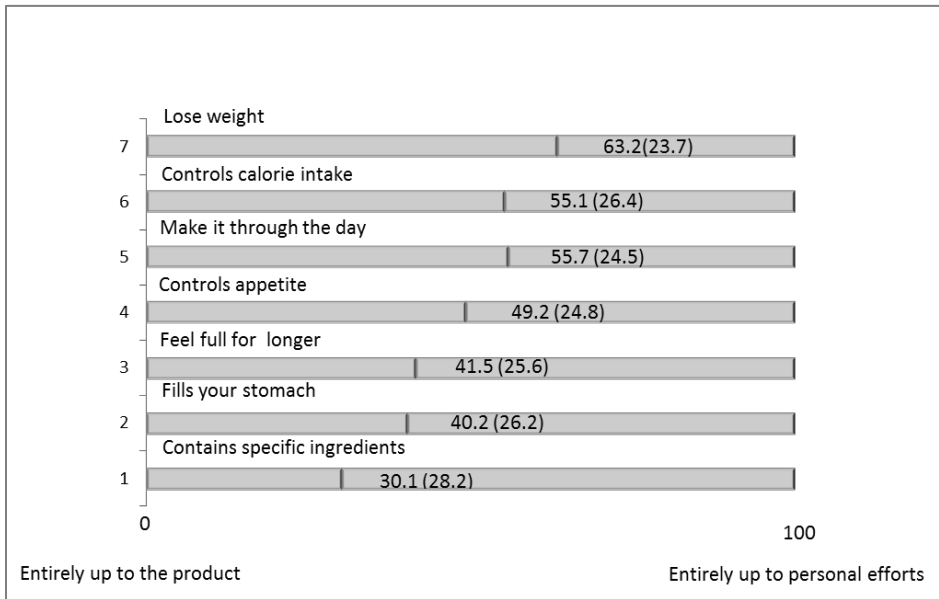 Lose weight
7 63.2(23.7)
Controls calorie intake
6 55.1 (26.4)
Make it through the day
5 55.7 (24.5)
Controls appetite
4 49.2 (24.8)
Feel full for longer
3 41.5 (25.6)
Fills your stomach
2 40.2 (26.2)
Contains specific ingredients
1 30.1 (28.2)
0 100
Entirely up to the product Entirely up to personal efforts